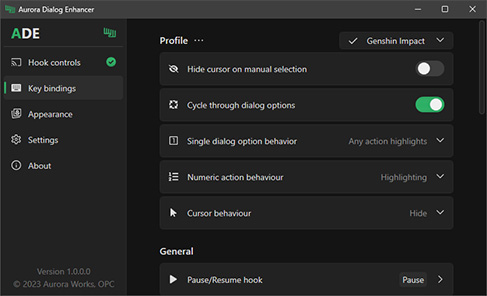 Aurora Dialog Enhancer
ADE
Hook controls
Key bindings
Appearance
Settings
About
Version 1.0.0.0
© 2023 Aurora Works, OPC
Profile ···
Genshin Impact
Hide cursor on manual selection
Cycle through dialog options
Single dialog option behavior
Any action highlights
Numeric action behaviour
Highlighting
Cursor behaviour
Hide
General
Pause/Resume hook
Pause